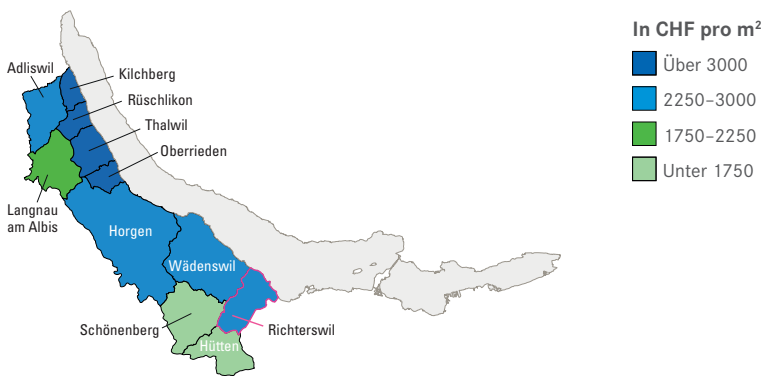 In CHF pro m²
Über 3000
2250–3000
1750–2250
Unter 1750
Adliswil
Kilchberg
Rüschlikon
Thalwil
Oberrieden
Langnau
am Albis
Horgen
Wädenswil
Schönenberg
Richterswil
Hütten